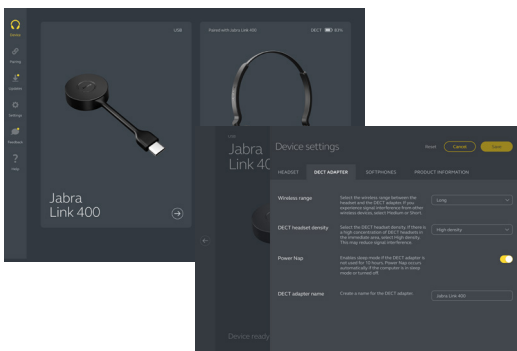 Device
USB
Paired with Jabra Link 400
DECT
83%
Pairing
Updates
Settings
Feedback
?
Help
Jabra
Link 400
Jabra
Link 40
Device ready
Device settings
Reset
Cancel
Save
HEADSET
DECT ADAPTER
SOFTPHONES
PRODUCT INFORMATION
Wireless range
Select the wireless range between the
headset and the DECT adapter. If you
experience signal interference from other
wireless devices, select Medium or Short.
Long
DECT headset density
Select the DECT headset density. If there is
a high concentration of DECT headsets in
the immediate area, select High density.
This may reduce signal interference.
High density
Power Nap
Enables sleep mode if the DECT adapter is
not used for 10 hours. Power Nap occurs
automatically if the computer is in sleep
mode or turned off.
DECT adapter name
Create a name for the DECT adapter.
Jabra Link 400